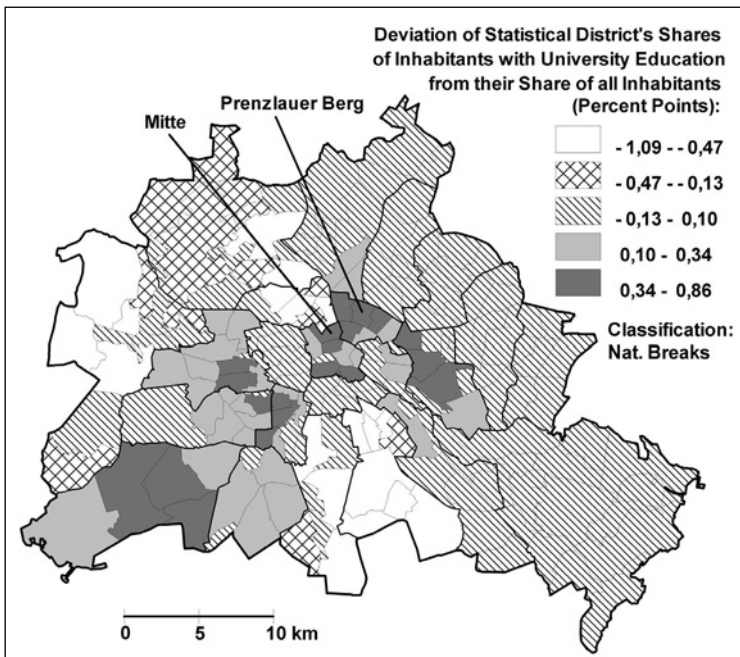 Deviation of Statistical District's Shares
of Inhabitants with University Education
from their Share of all Inhabitants
(Percent Points):
Prenzlauer Berg
Mitte
- 1,09 - - 0,47
- 0,47 - - 0,13
- 0,13 - 0,10
0,10 - 0,34
0,34 - 0,86
Classification:
Nat. Breaks
0 5 10 km